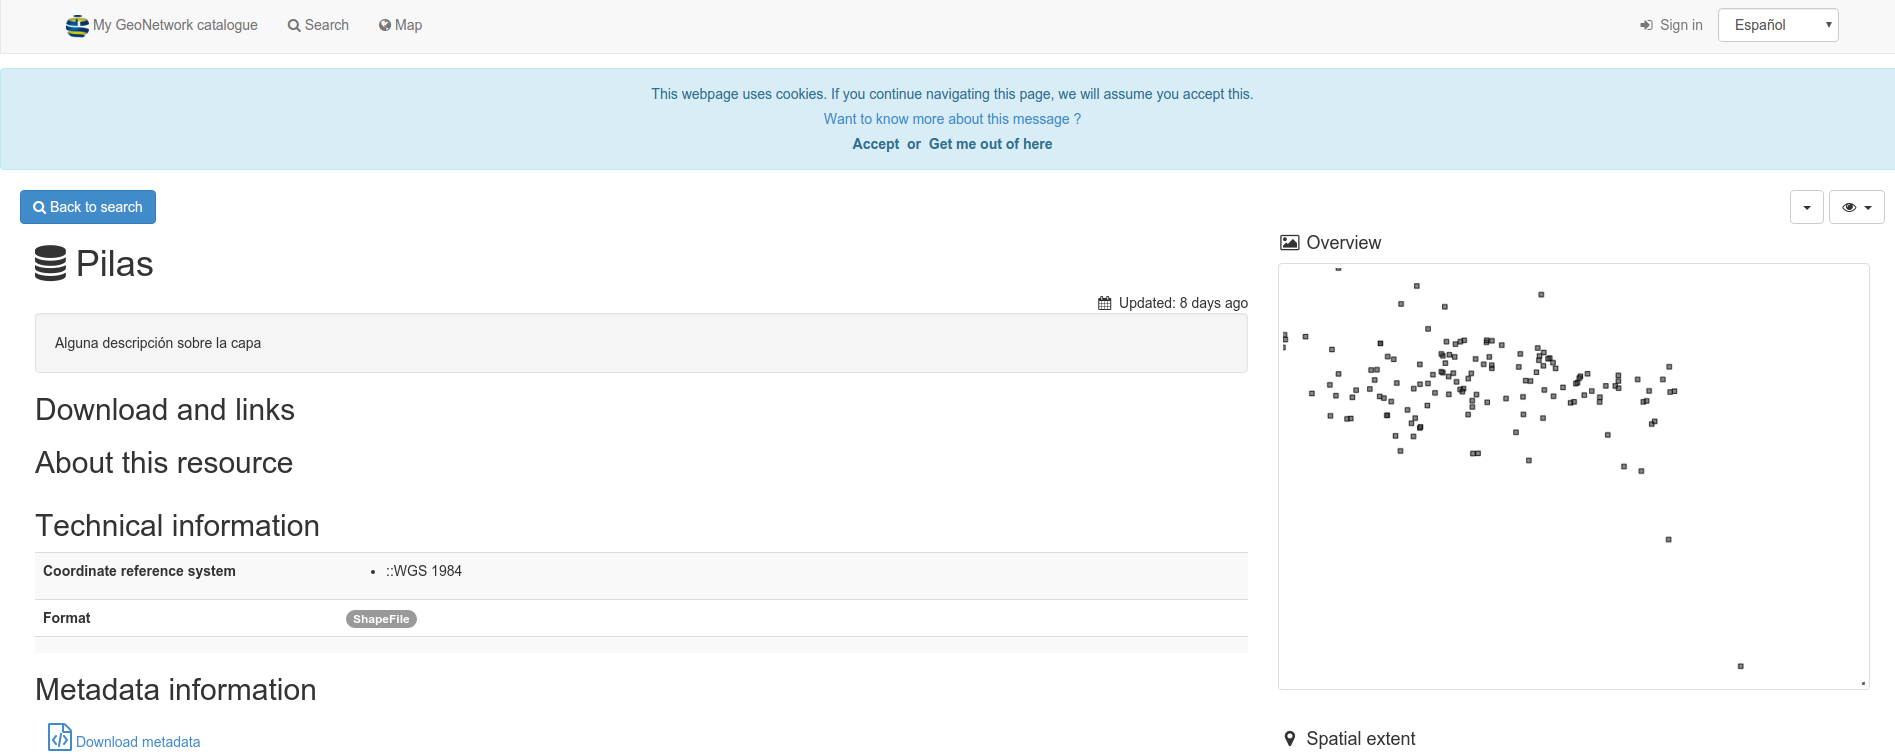 My GeoNetwork catalogue Search Map Sign in Español
This webpage uses cookies. If you continue navigating this page, we will assume you accept this.
Want to know more about this message ?
Accept or Get me out of here
Back to search
Pilas
Updated: 8 days ago
Alguna descripción sobre la capa
Download and links
About this resource
Technical information
Coordinate reference system • ::WGS 1984
Format ShapeFile
Metadata information
Download metadata
Overview
Spatial extent